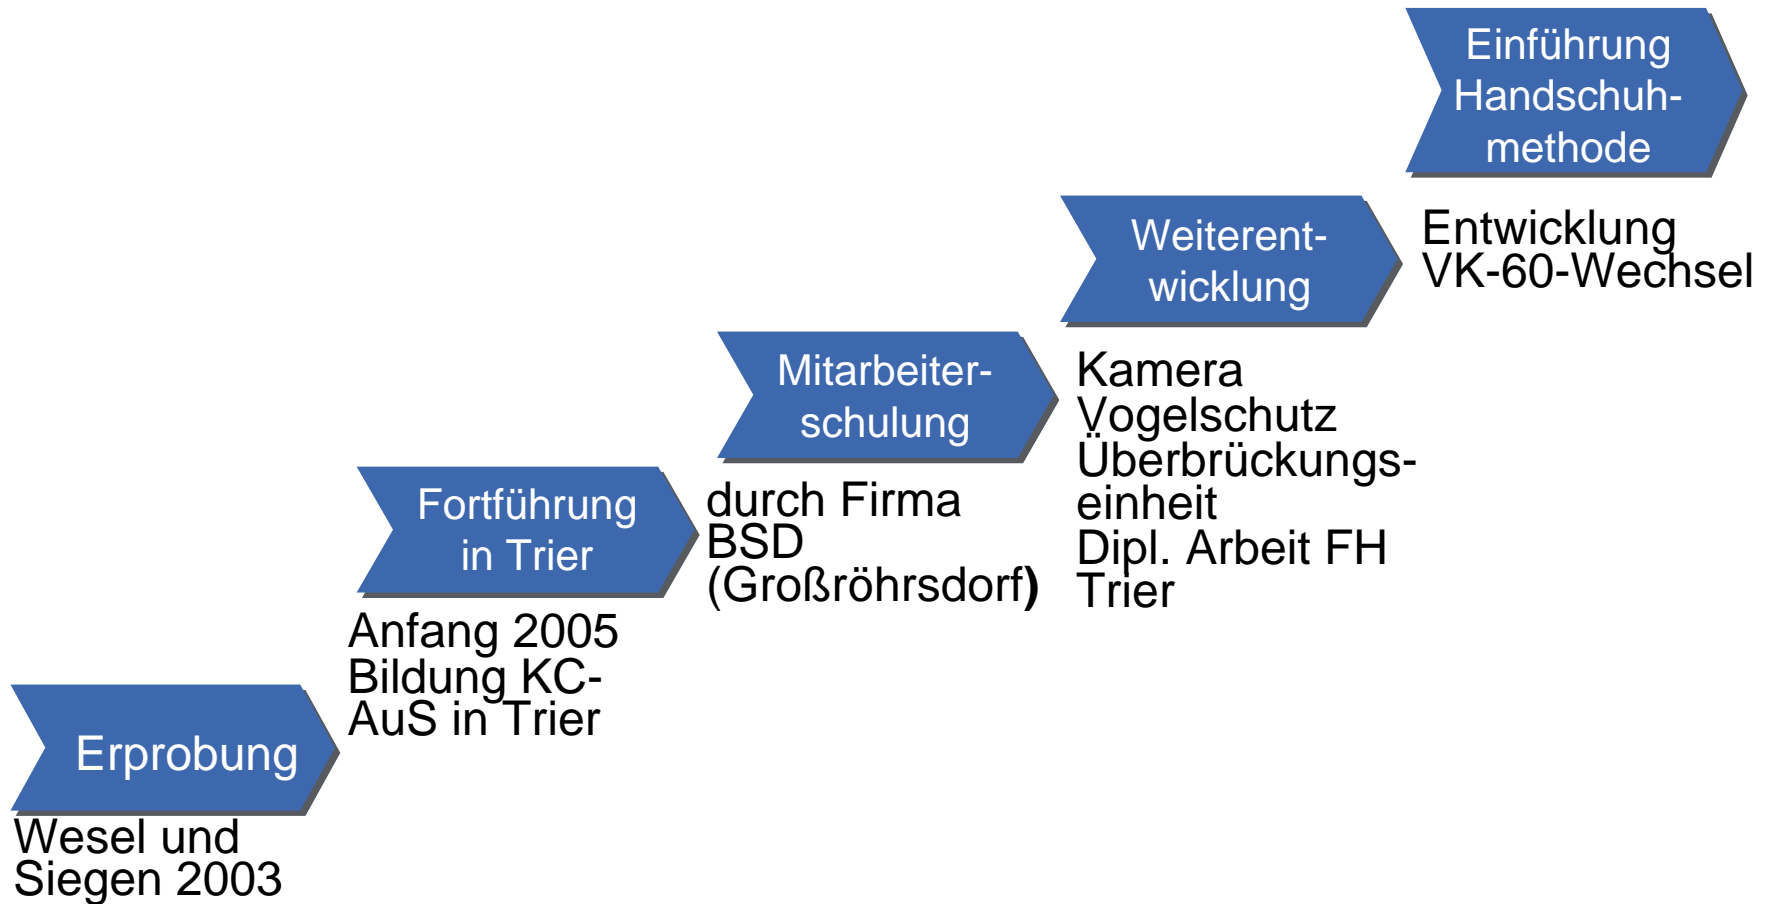 Erprobung
Wesel und
Siegen 2003
Fortführung
in Trier
Anfang 2005
Bildung KC-
AuS in Trier
Mitarbeiter-
schulung
durch Firma
BSD
(Großröhrsdorf)
Weiterent-
wicklung
Kamera
Vogelschutz
Überbrückungs-
einheit
Dipl. Arbeit FH
Trier
Einführung
Handschuh-
methode
Entwicklung
VK-60-Wechsel